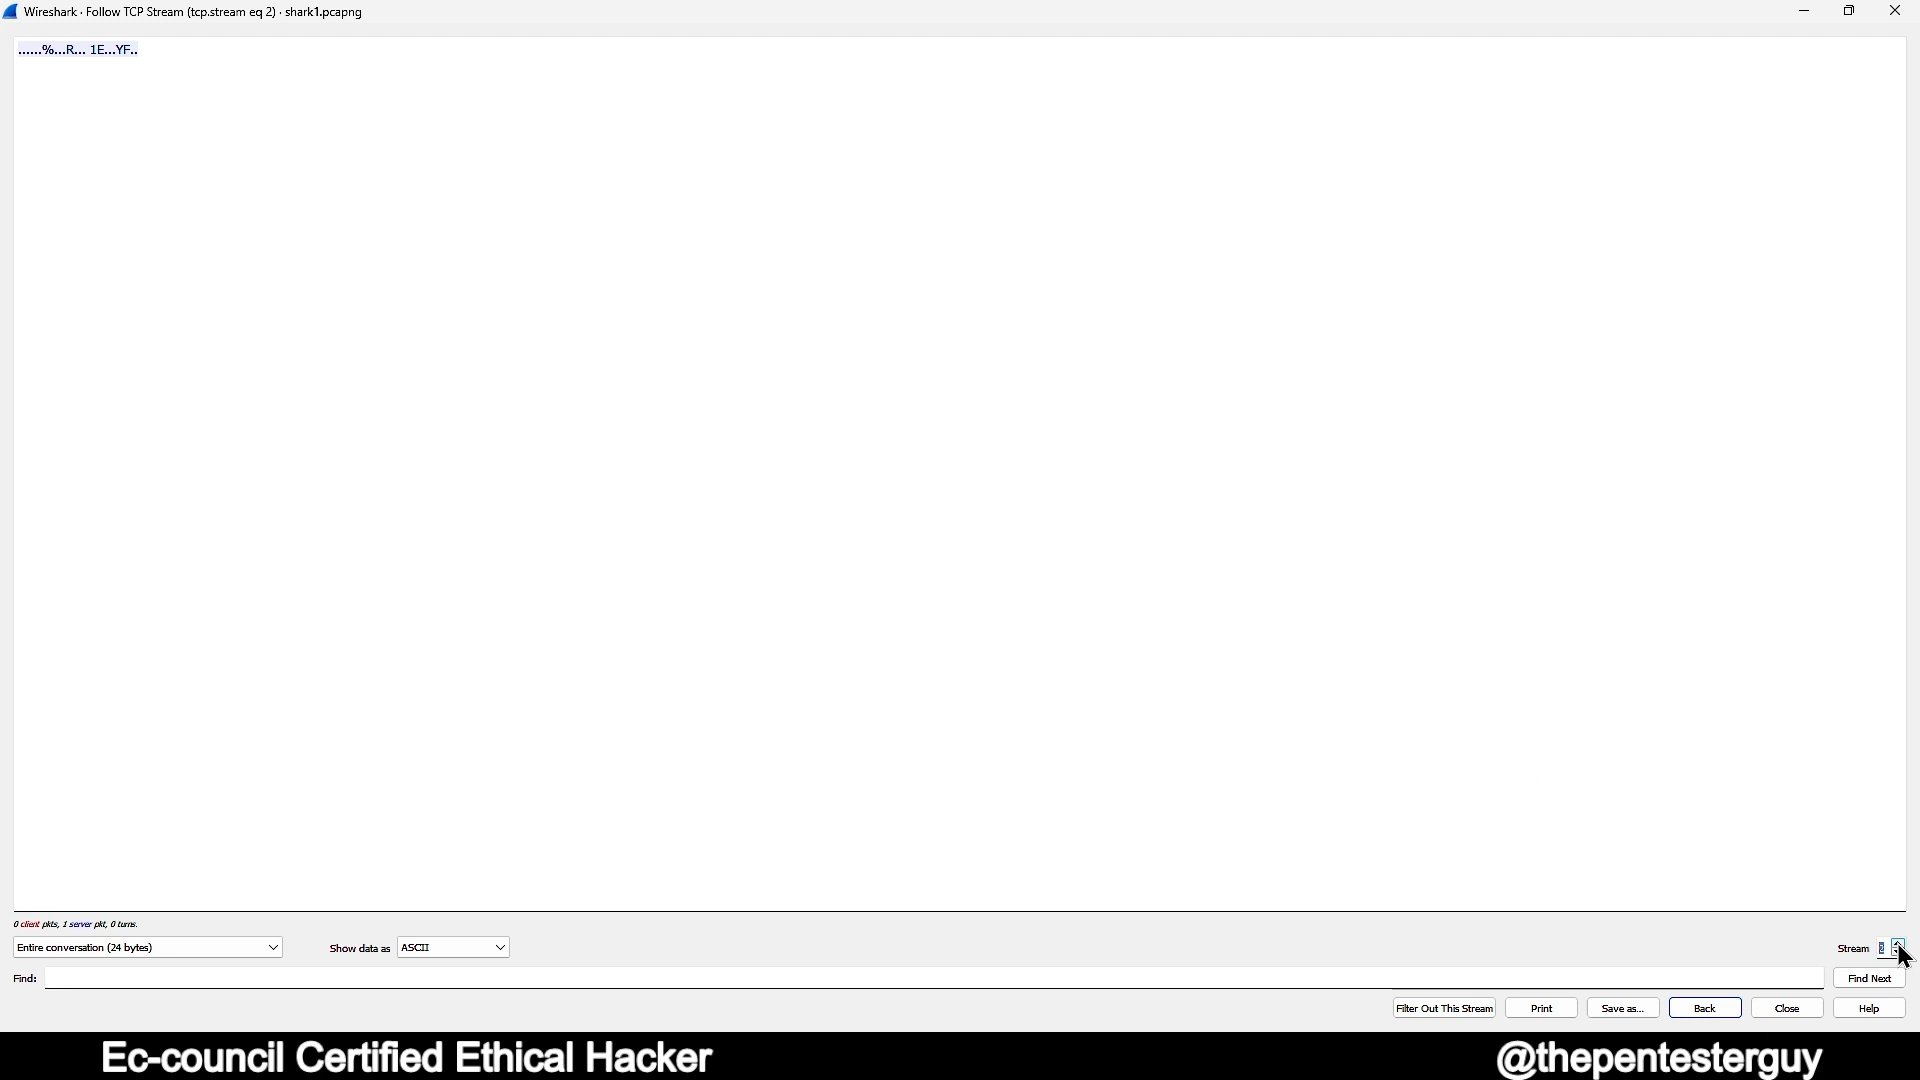 Wireshark · Follow TCP Stream (tcp.stream eq 2) · shark1.pcapng
......%...R... 1E...YF..
0 client pkts, 1 server pkt, 0 turns.
Entire conversation (24 bytes)
Show data as ASCII
Stream 2
Find:
Find Next
Filter Out This Stream
Print
Save as...
Back
Close
Help
Ec-council Certified Ethical Hacker
@thepentesterguy